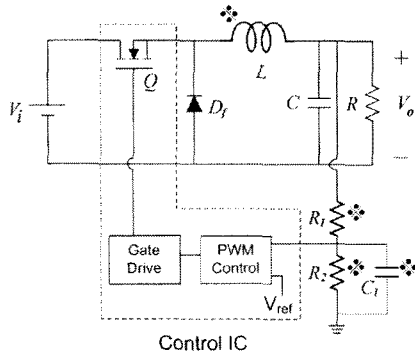 L
Q
V_i
D_f
C
R
+
V_o
−
R_1
Gate
Drive
PWM
Control
R_2
C_1
V_ref
Control IC